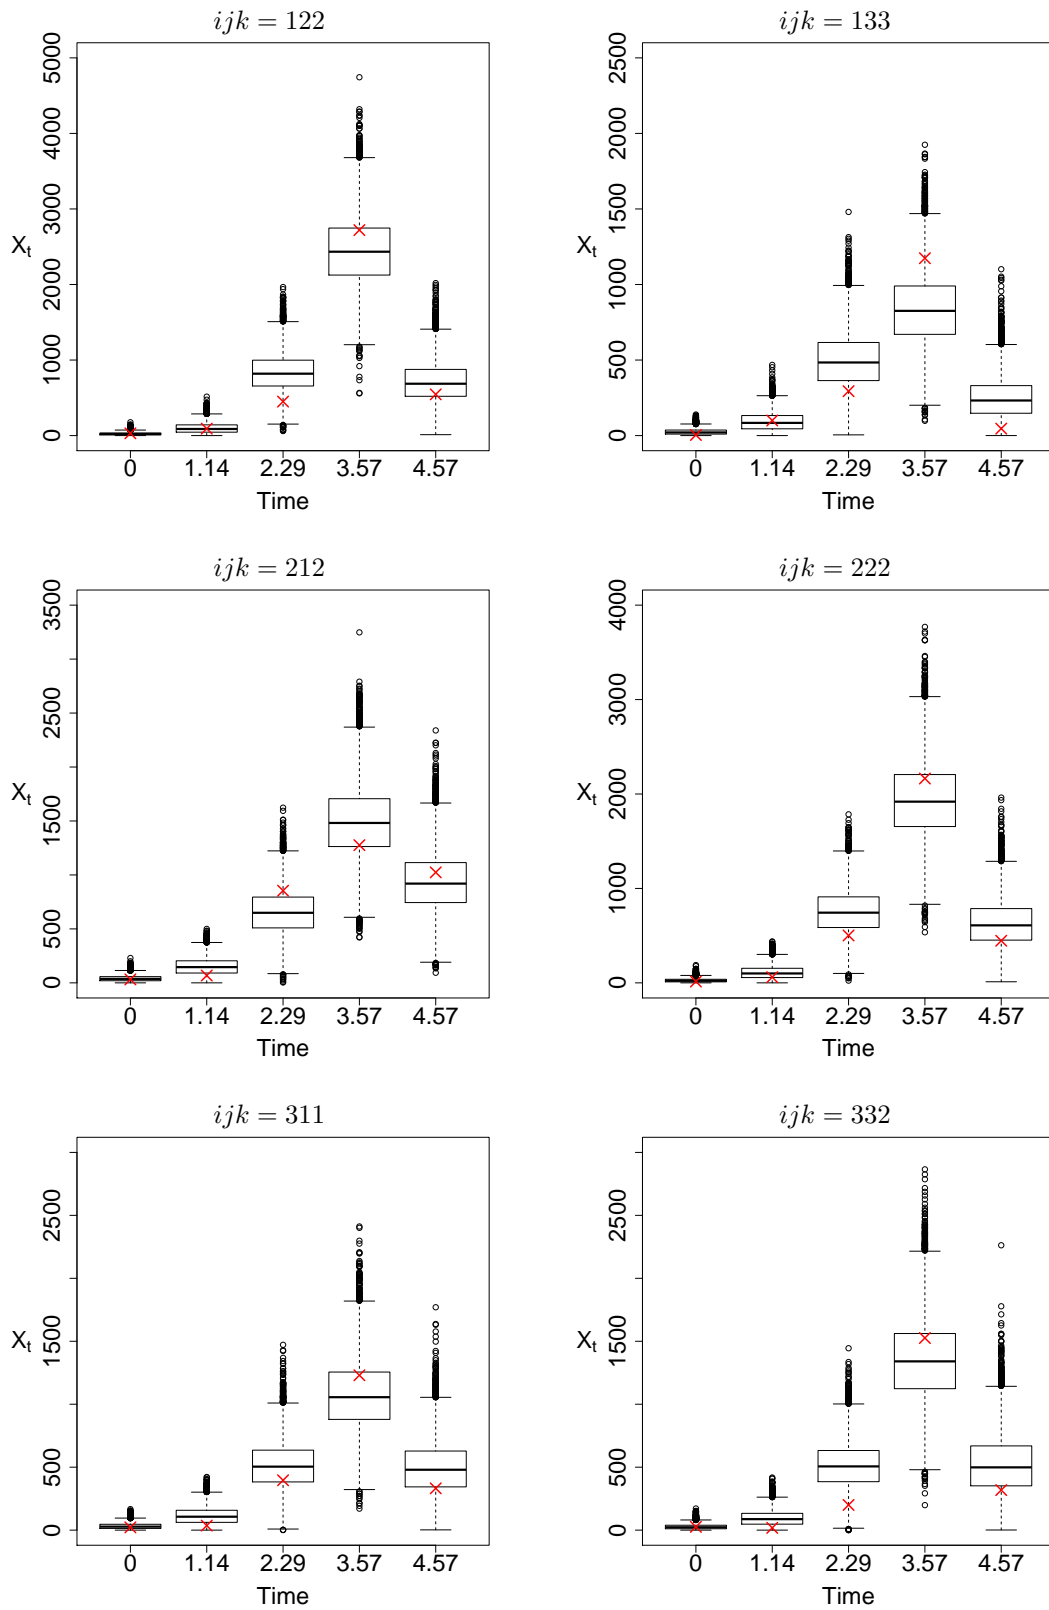 ijk = 122
5000
4000
3000
2000
1000
0
X_t
0 1.14 2.29 3.57 4.57
Time
ijk = 133
2500
2000
1500
1000
500
0
X_t
0 1.14 2.29 3.57 4.57
Time
ijk = 212
3500
2500
1500
500
0
X_t
0 1.14 2.29 3.57 4.57
Time
ijk = 222
4000
3000
2000
1000
0
X_t
0 1.14 2.29 3.57 4.57
Time
ijk = 311
2500
1500
500
0
X_t
0 1.14 2.29 3.57 4.57
Time
ijk = 332
2500
1500
500
0
X_t
0 1.14 2.29 3.57 4.57
Time